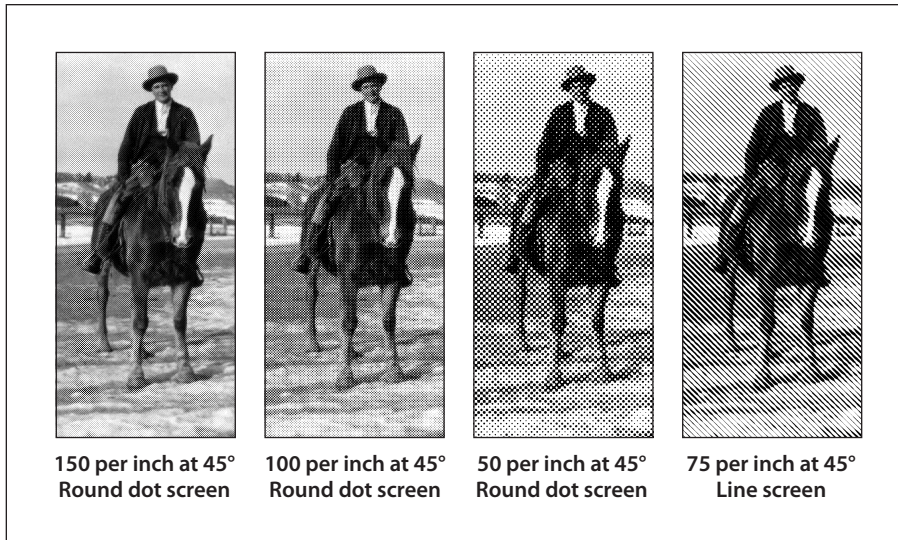 150 per inch at 45°
Round dot screen
100 per inch at 45°
Round dot screen
50 per inch at 45°
Round dot screen
75 per inch at 45°
Line screen